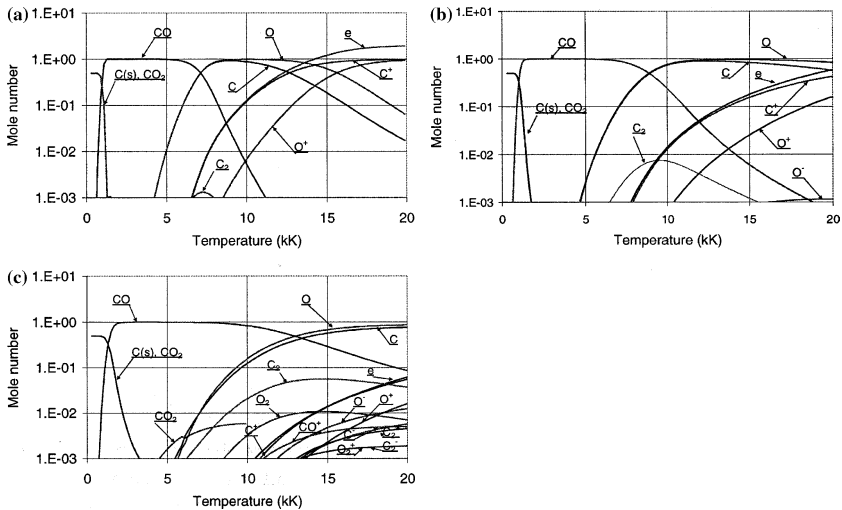 (a)
1.E+01
1.E+00
1.E-01
1.E-02
1.E-03
Mole number
CO
O
e
C(s), CO₂
C
C⁺
O⁺
C₂
0 5 10 15 20
Temperature (kK)
(b)
1.E+01
1.E+00
1.E-01
1.E-02
1.E-03
Mole number
CO
O
C
e
C(s), CO₂
C⁺
C₂
O⁺
O⁻
0 5 10 15 20
Temperature (kK)
(c)
1.E+01
1.E+00
1.E-01
1.E-02
1.E-03
Mole number
CO
O
C
C(s), CO₂
C₂
e
CO₂
O₂
O⁻
O⁺
C⁺
CO⁺
C₂⁻
O₂⁺
0 5 10 15 20
Temperature (kK)